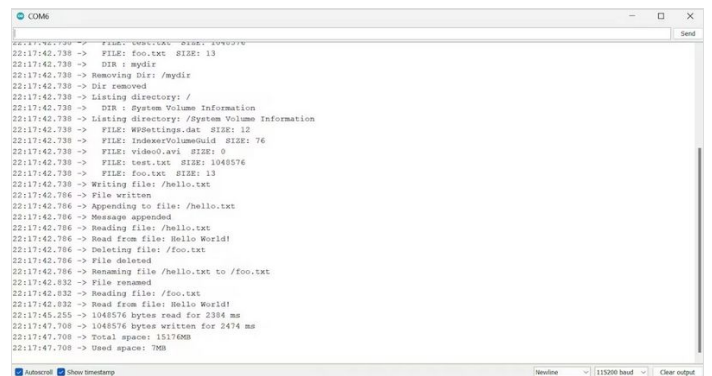 COM6
Send
22:17:42.738 ->   FILE: test.txt  SIZE: 1048576
22:17:42.738 ->   FILE: foo.txt  SIZE: 13
22:17:42.738 ->   DIR : mydir
22:17:42.738 -> Removing Dir: /mydir
22:17:42.738 -> Dir removed
22:17:42.738 -> Listing directory: /
22:17:42.738 ->   DIR : System Volume Information
22:17:42.738 -> Listing directory: /System Volume Information
22:17:42.738 ->   FILE: WPSettings.dat  SIZE: 12
22:17:42.738 ->   FILE: IndexerVolumeGuid  SIZE: 76
22:17:42.738 ->   FILE: video0.avi  SIZE: 0
22:17:42.738 ->   FILE: test.txt  SIZE: 1048576
22:17:42.738 ->   FILE: foo.txt  SIZE: 13
22:17:42.738 -> Writing file: /hello.txt
22:17:42.786 -> File written
22:17:42.786 -> Appending to file: /hello.txt
22:17:42.786 -> Message appended
22:17:42.786 -> Reading file: /hello.txt
22:17:42.786 -> Read from file: Hello World!
22:17:42.786 -> Deleting file: /foo.txt
22:17:42.786 -> File deleted
22:17:42.786 -> Renaming file /hello.txt to /foo.txt
22:17:42.832 -> File renamed
22:17:42.832 -> Reading file: /foo.txt
22:17:42.832 -> Read from file: Hello World!
22:17:45.255 -> 1048576 bytes read for 2384 ms
22:17:47.708 -> 1048576 bytes written for 2474 ms
22:17:47.708 -> Total space: 15176MB
22:17:47.708 -> Used space: 7MB
Autoscroll Show timestamp Newline 115200 baud Clear output